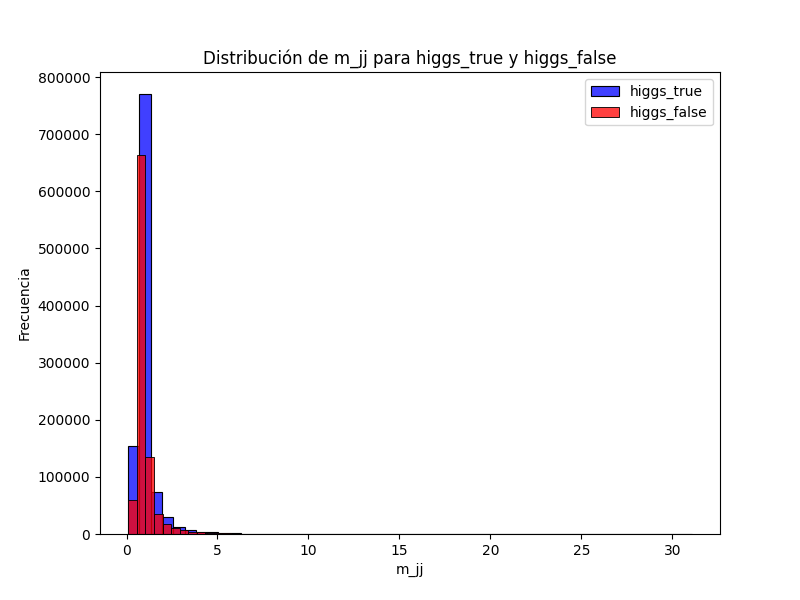 Distribución de m_jj para higgs_true y higgs_false
higgs_true
higgs_false
800000
700000
600000
500000
400000
300000
200000
100000
0
Frecuencia
0 5 10 15 20 25 30
m_jj